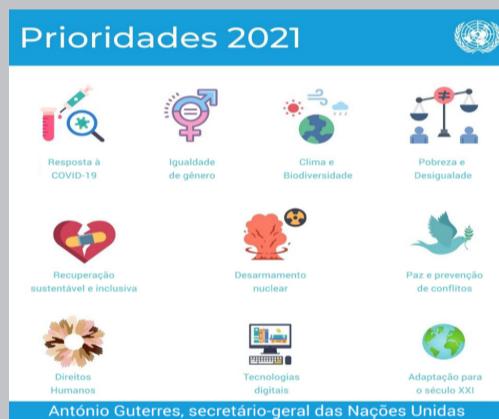 Prioridades 2021
Resposta à
COVID-19
Igualdade
de gênero
Clima e
Biodiversidade
Pobreza e
Desigualade
Recuperação
sustentável e inclusiva
Desarmamento
nuclear
Paz e prevenção
de conflitos
Direitos
Humanos
Tecnologias
digitais
Adaptação para
o século XXI
António Guterres, secretário-geral das Nações Unidas